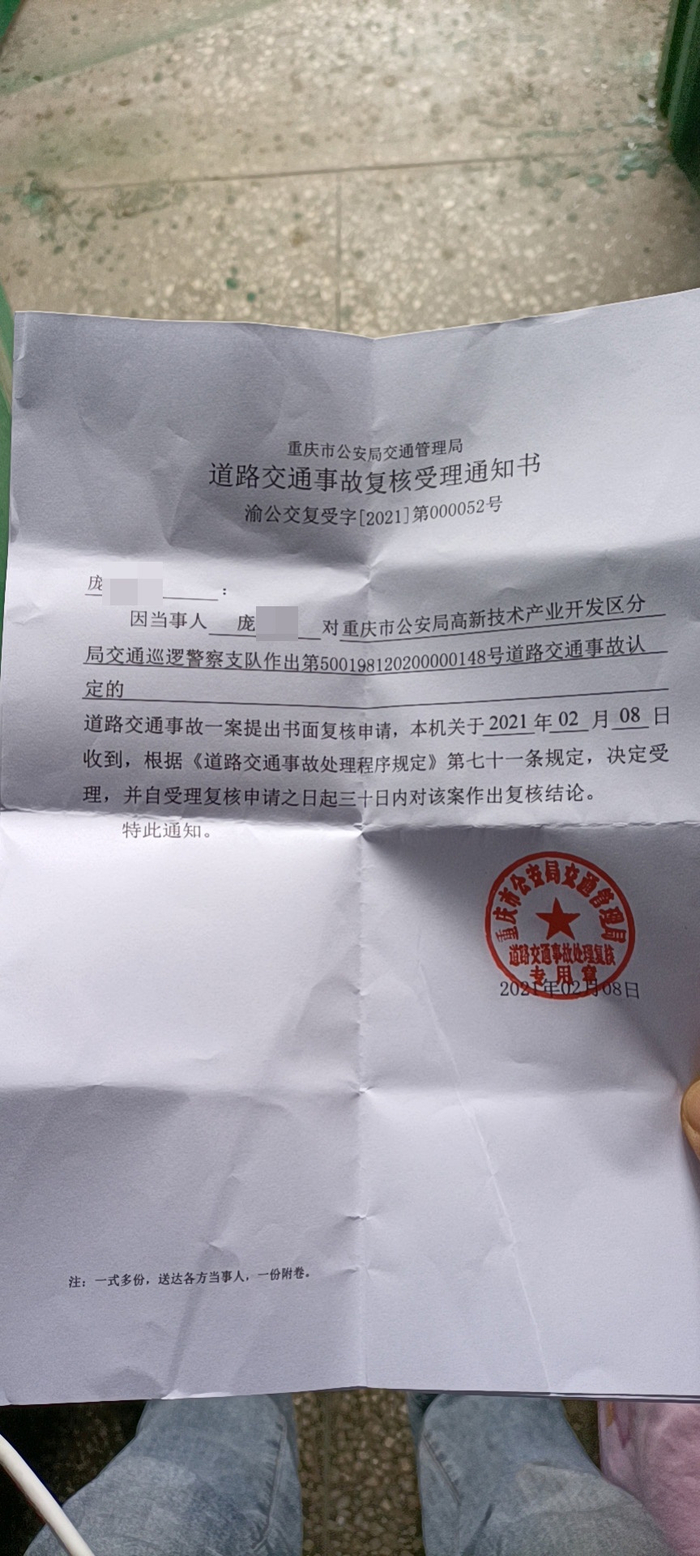 重庆市公安局交通管理局
道路交通事故复核受理通知书
渝公交复受字[2021]第000052号
庞 :
因当事人 庞 对重庆市公安局高新技术产业开发区分
局交通巡逻警察支队作出第500198120200000148号道路交通事故认
定的
道路交通事故一案提出书面复核申请，本机关于2021年02月08日
收到，根据《道路交通事故处理程序规定》第七十一条规定，决定受
理，并自受理复核申请之日起三十日内对该案作出复核结论。
特此通知。
重庆市公安局交通管理局
道路交通事故处理复核
专用章
2021年02月08日
注：一式多份，送达各方当事人，一份附卷。